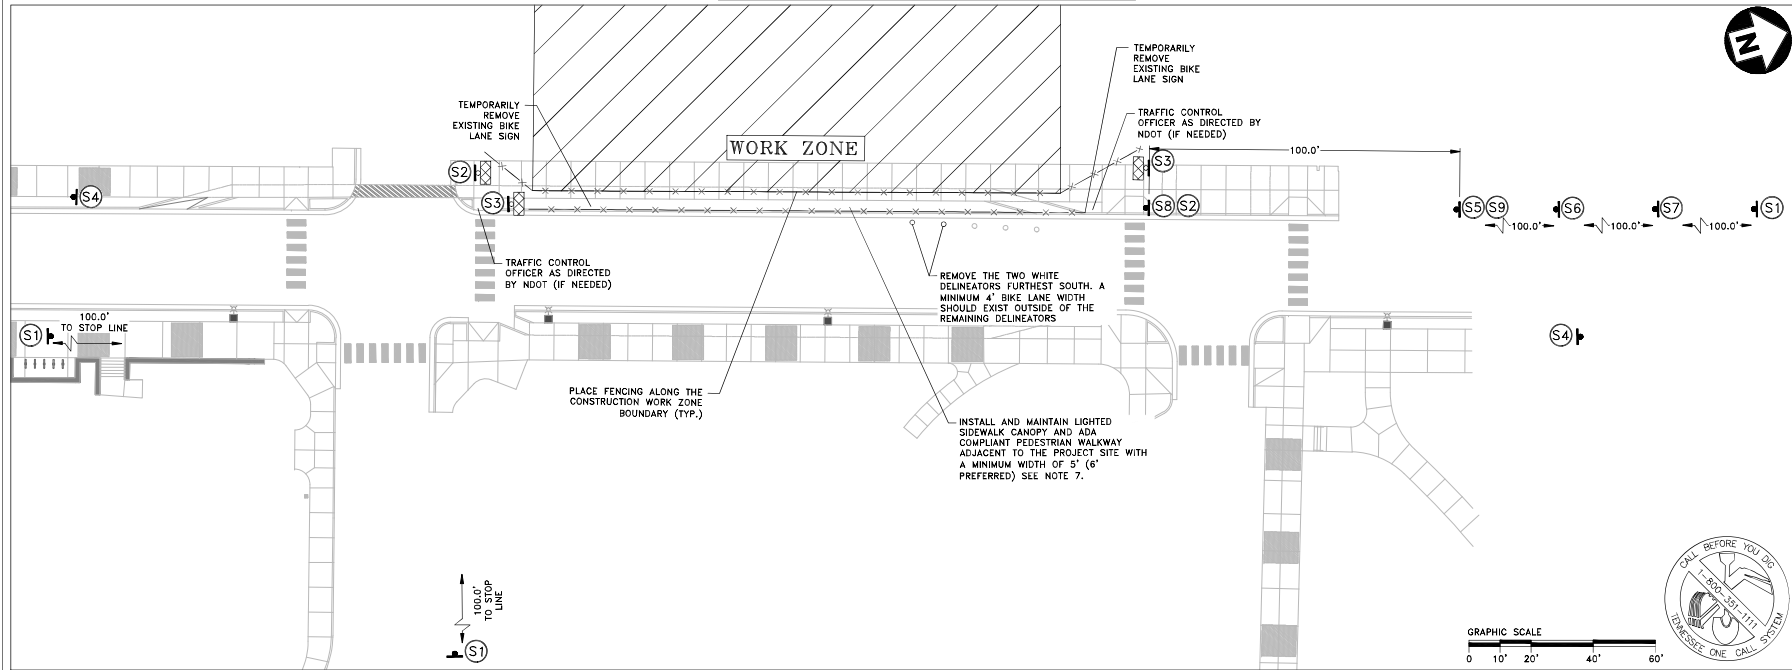 N
TEMPORARILY
REMOVE
EXISTING BIKE
LANE SIGN
TEMPORARILY
REMOVE
EXISTING BIKE
LANE SIGN
TRAFFIC CONTROL
OFFICER AS DIRECTED BY
NDOT (IF NEEDED)
WORK ZONE
100.0'
S2
S3
S3
S4
S8 S2
S5 S9
S6
S7
S1
100.0'
100.0'
100.0'
TRAFFIC CONTROL
OFFICER AS DIRECTED
BY NDOT (IF NEEDED)
REMOVE THE TWO WHITE
DELINEATORS FURTHEST SOUTH. A
MINIMUM 4' BIKE LANE WIDTH
SHOULD EXIST OUTSIDE OF THE
REMAINING DELINEATORS
100.0'
TO STOP LINE
S1
S4
PLACE FENCING ALONG THE
CONSTRUCTION WORK ZONE
BOUNDARY (TYP.)
INSTALL AND MAINTAIN LIGHTED
SIDEWALK CANOPY AND ADA
COMPLIANT PEDESTRIAN WALKWAY
ADJACENT TO THE PROJECT SITE WITH
A MINIMUM WIDTH OF 5' (6'
PREFERRED) SEE NOTE 7.
100.0'
TO STOP
LINE
S1
CALL BEFORE YOU DIG
1-800-351-1111
TENNESSEE ONE CALL SYSTEM
GRAPHIC SCALE
0 10' 20' 40' 60'